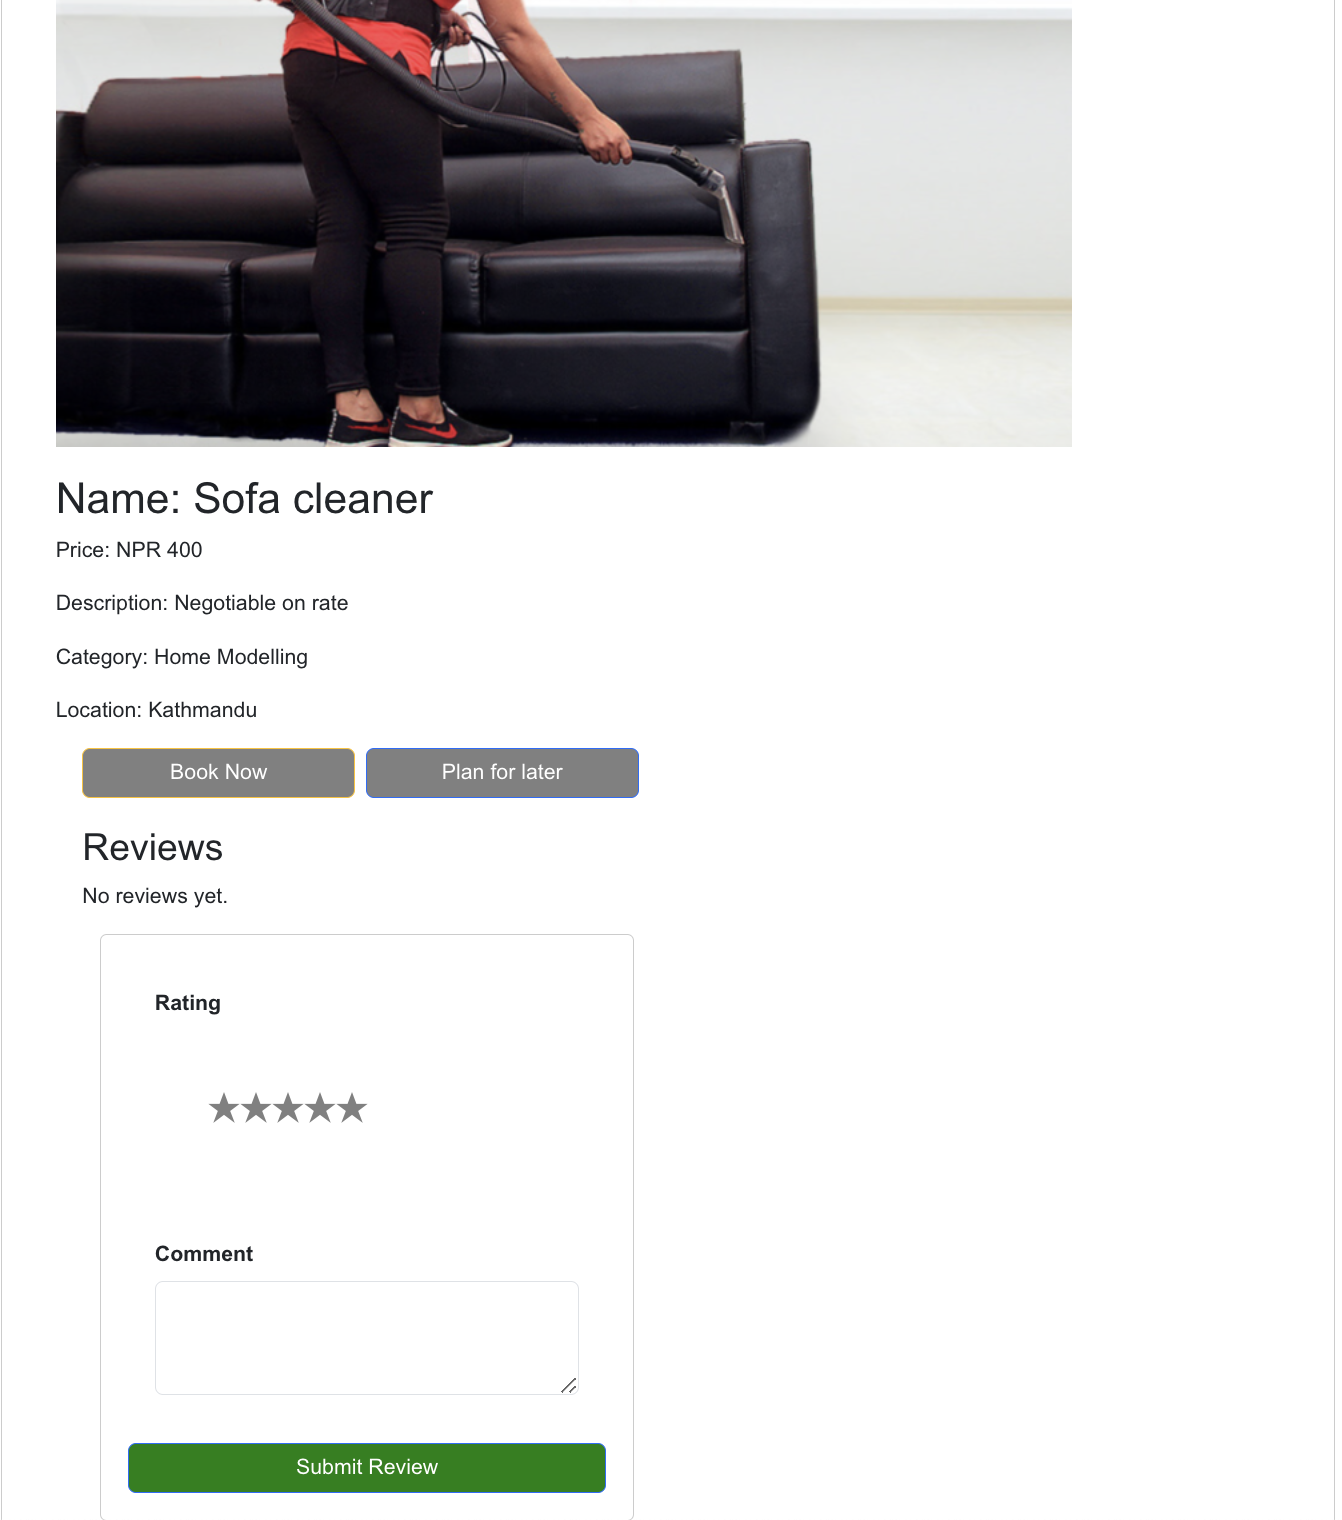 Name: Sofa cleaner
Price: NPR 400
Description: Negotiable on rate
Category: Home Modelling
Location: Kathmandu
Book Now
Plan for later
Reviews
No reviews yet.
Rating
★★★★★
Comment
Submit Review